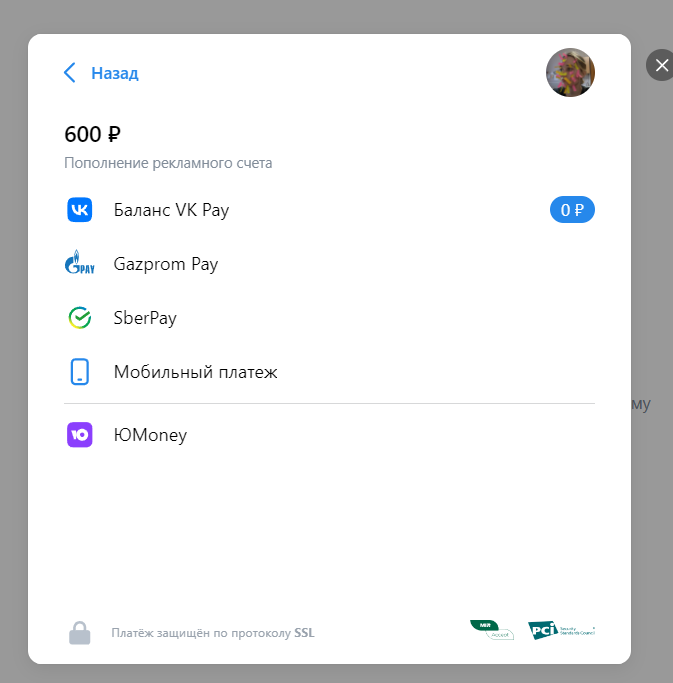 Назад
600 ₽
Пополнение рекламного счета
Баланс VK Pay
0 ₽
GPAY
Gazprom Pay
SberPay
Мобильный платеж
му
Ю
ЮMoney
Платёж защищён по протоколу SSL
MIR Accept
PCI Security Standards Council